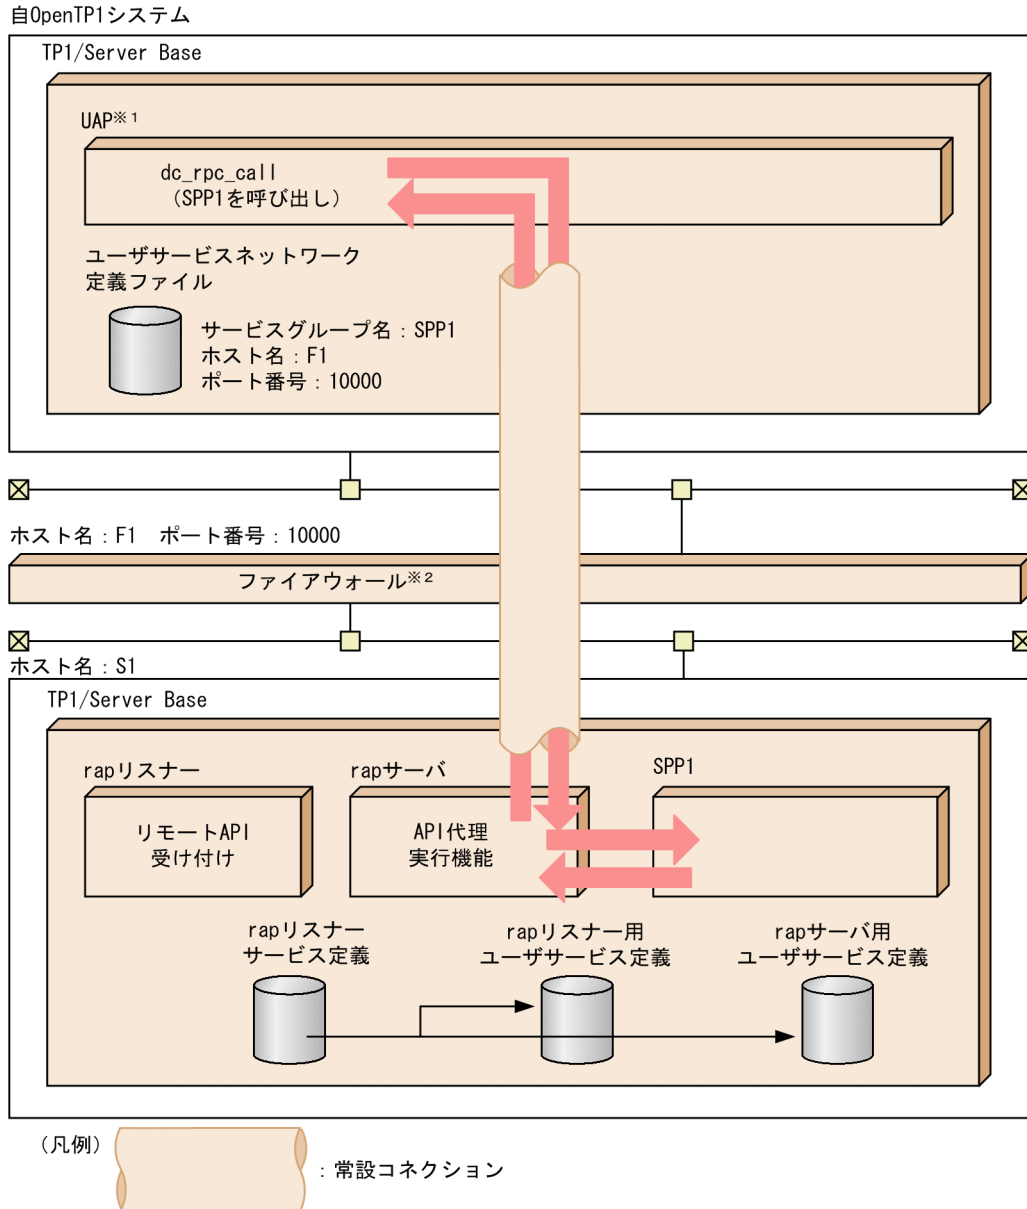 自OpenTP1システム
TP1/Server Base
UAP※1
dc_rpc_call
（SPP1を呼び出し）
ユーザサービスネットワーク
定義ファイル
サービスグループ名：SPP1
ホスト名：F1
ポート番号：10000
ホスト名：F1　ポート番号：10000
ファイアウォール※2
ホスト名：S1
TP1/Server Base
rapリスナー
rapサーバ
SPP1
リモートAPI
受け付け
API代理
実行機能
rapリスナー
サービス定義
rapリスナー用
ユーザサービス定義
rapサーバ用
ユーザサービス定義
（凡例）
：常設コネクション